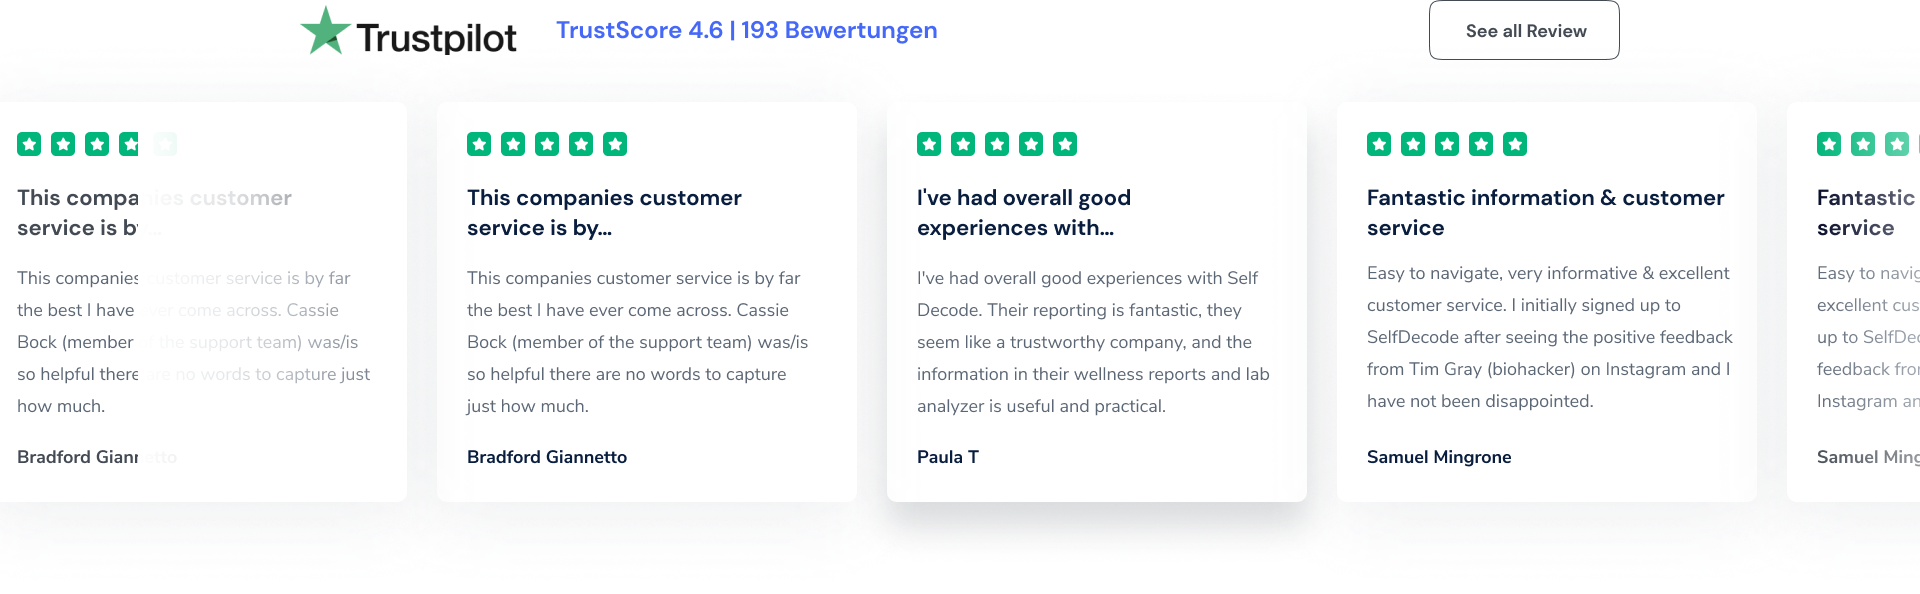 Trustpilot
TrustScore 4.6 | 193 Bewertungen
See all Review
This companies customer
service is by...
This companies customer service is by far
the best I have ever come across. Cassie
Bock (member of the support team) was/is
so helpful there are no words to capture just
how much.
Bradford Giannetto
This companies customer
service is by...
This companies customer service is by far
the best I have ever come across. Cassie
Bock (member of the support team) was/is
so helpful there are no words to capture
just how much.
Bradford Giannetto
I've had overall good
experiences with...
I've had overall good experiences with Self
Decode. Their reporting is fantastic, they
seem like a trustworthy company, and the
information in their wellness reports and lab
analyzer is useful and practical.
Paula T
Fantastic information & customer
service
Easy to navigate, very informative & excellent
customer service. I initially signed up to
SelfDecode after seeing the positive feedback
from Tim Gray (biohacker) on Instagram and I
have not been disappointed.
Samuel Mingrone
Fantastic
service
Easy to navig
excellent cus
up to SelfDec
feedback fro
Instagram an
Samuel Ming